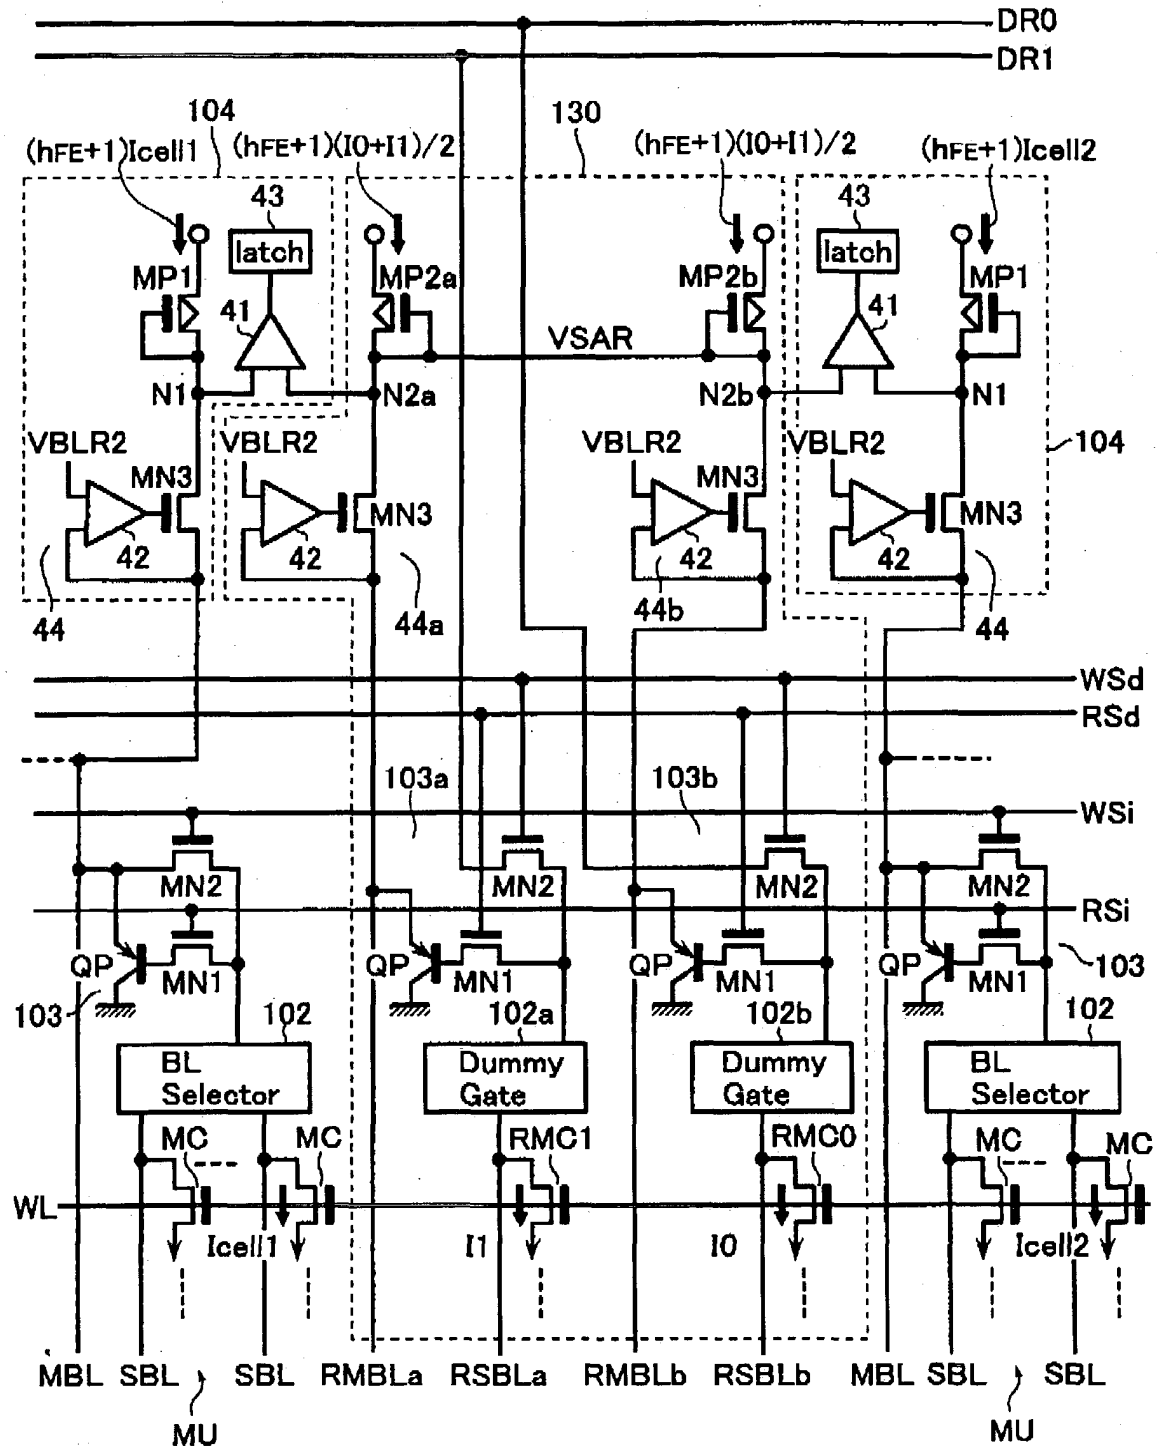 DR0
DR1
104
130
(hFE+1)Icell1
(hFE+1)(I0+I1)/2
(hFE+1)(I0+I1)/2
(hFE+1)Icell2
43
43
latch
latch
MP1
MP2a
MP2b
MP1
41
41
VSAR
N1
N2a
N2b
N1
VBLR2
VBLR2
VBLR2
VBLR2
104
MN3
MN3
MN3
MN3
42
42
42
42
44
44a
44b
44
WSd
RSd
103a
103b
WSi
MN2
MN2
MN2
MN2
RSi
QP
MN1
QP
MN1
QP
MN1
QP
MN1
103
103
102
102a
102b
102
BL
Selector
Dummy
Gate
Dummy
Gate
BL
Selector
MC
MC
RMC1
RMC0
MC
MC
WL
Icell1
I1
I0
Icell2
MBL
SBL
SBL
RMBLa
RSBLa
RMBLb
RSBLb
MBL
SBL
SBL
MU
MU